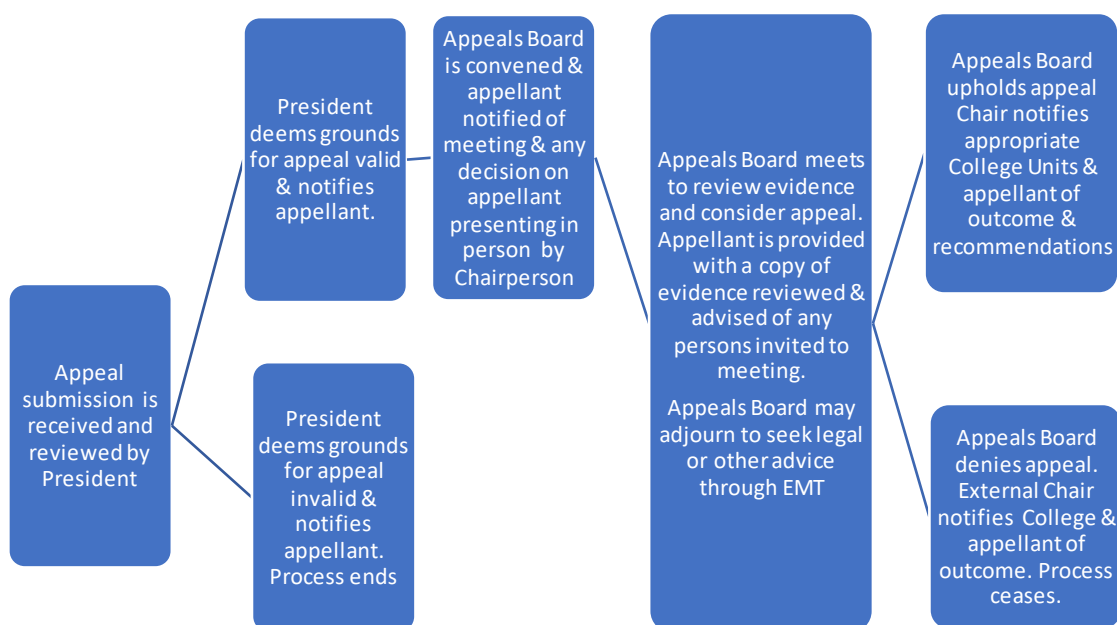 Appeal
submission is
received and
reviewed by
President
President
deems grounds
for appeal valid
& notifies
appellant.
President
deems grounds
for appeal
invalid &
notifies
appellant.
Process ends
Appeals Board
is convened &
appellant
notified of
meeting & any
decision on
appellant
presenting in
person by
Chairperson
Appeals Board meets
to review evidence
and consider appeal.
Appellant is provided
with a copy of
evidence reviewed &
advised of any
persons invited to
meeting.
Appeals Board may
adjourn to seek legal
or other advice
through EMT
Appeals Board
upholds appeal
Chair notifies
appropriate
College Units &
appellant of
outcome &
recommendations
Appeals Board
denies appeal.
External Chair
notifies College &
appellant of
outcome. Process
ceases.